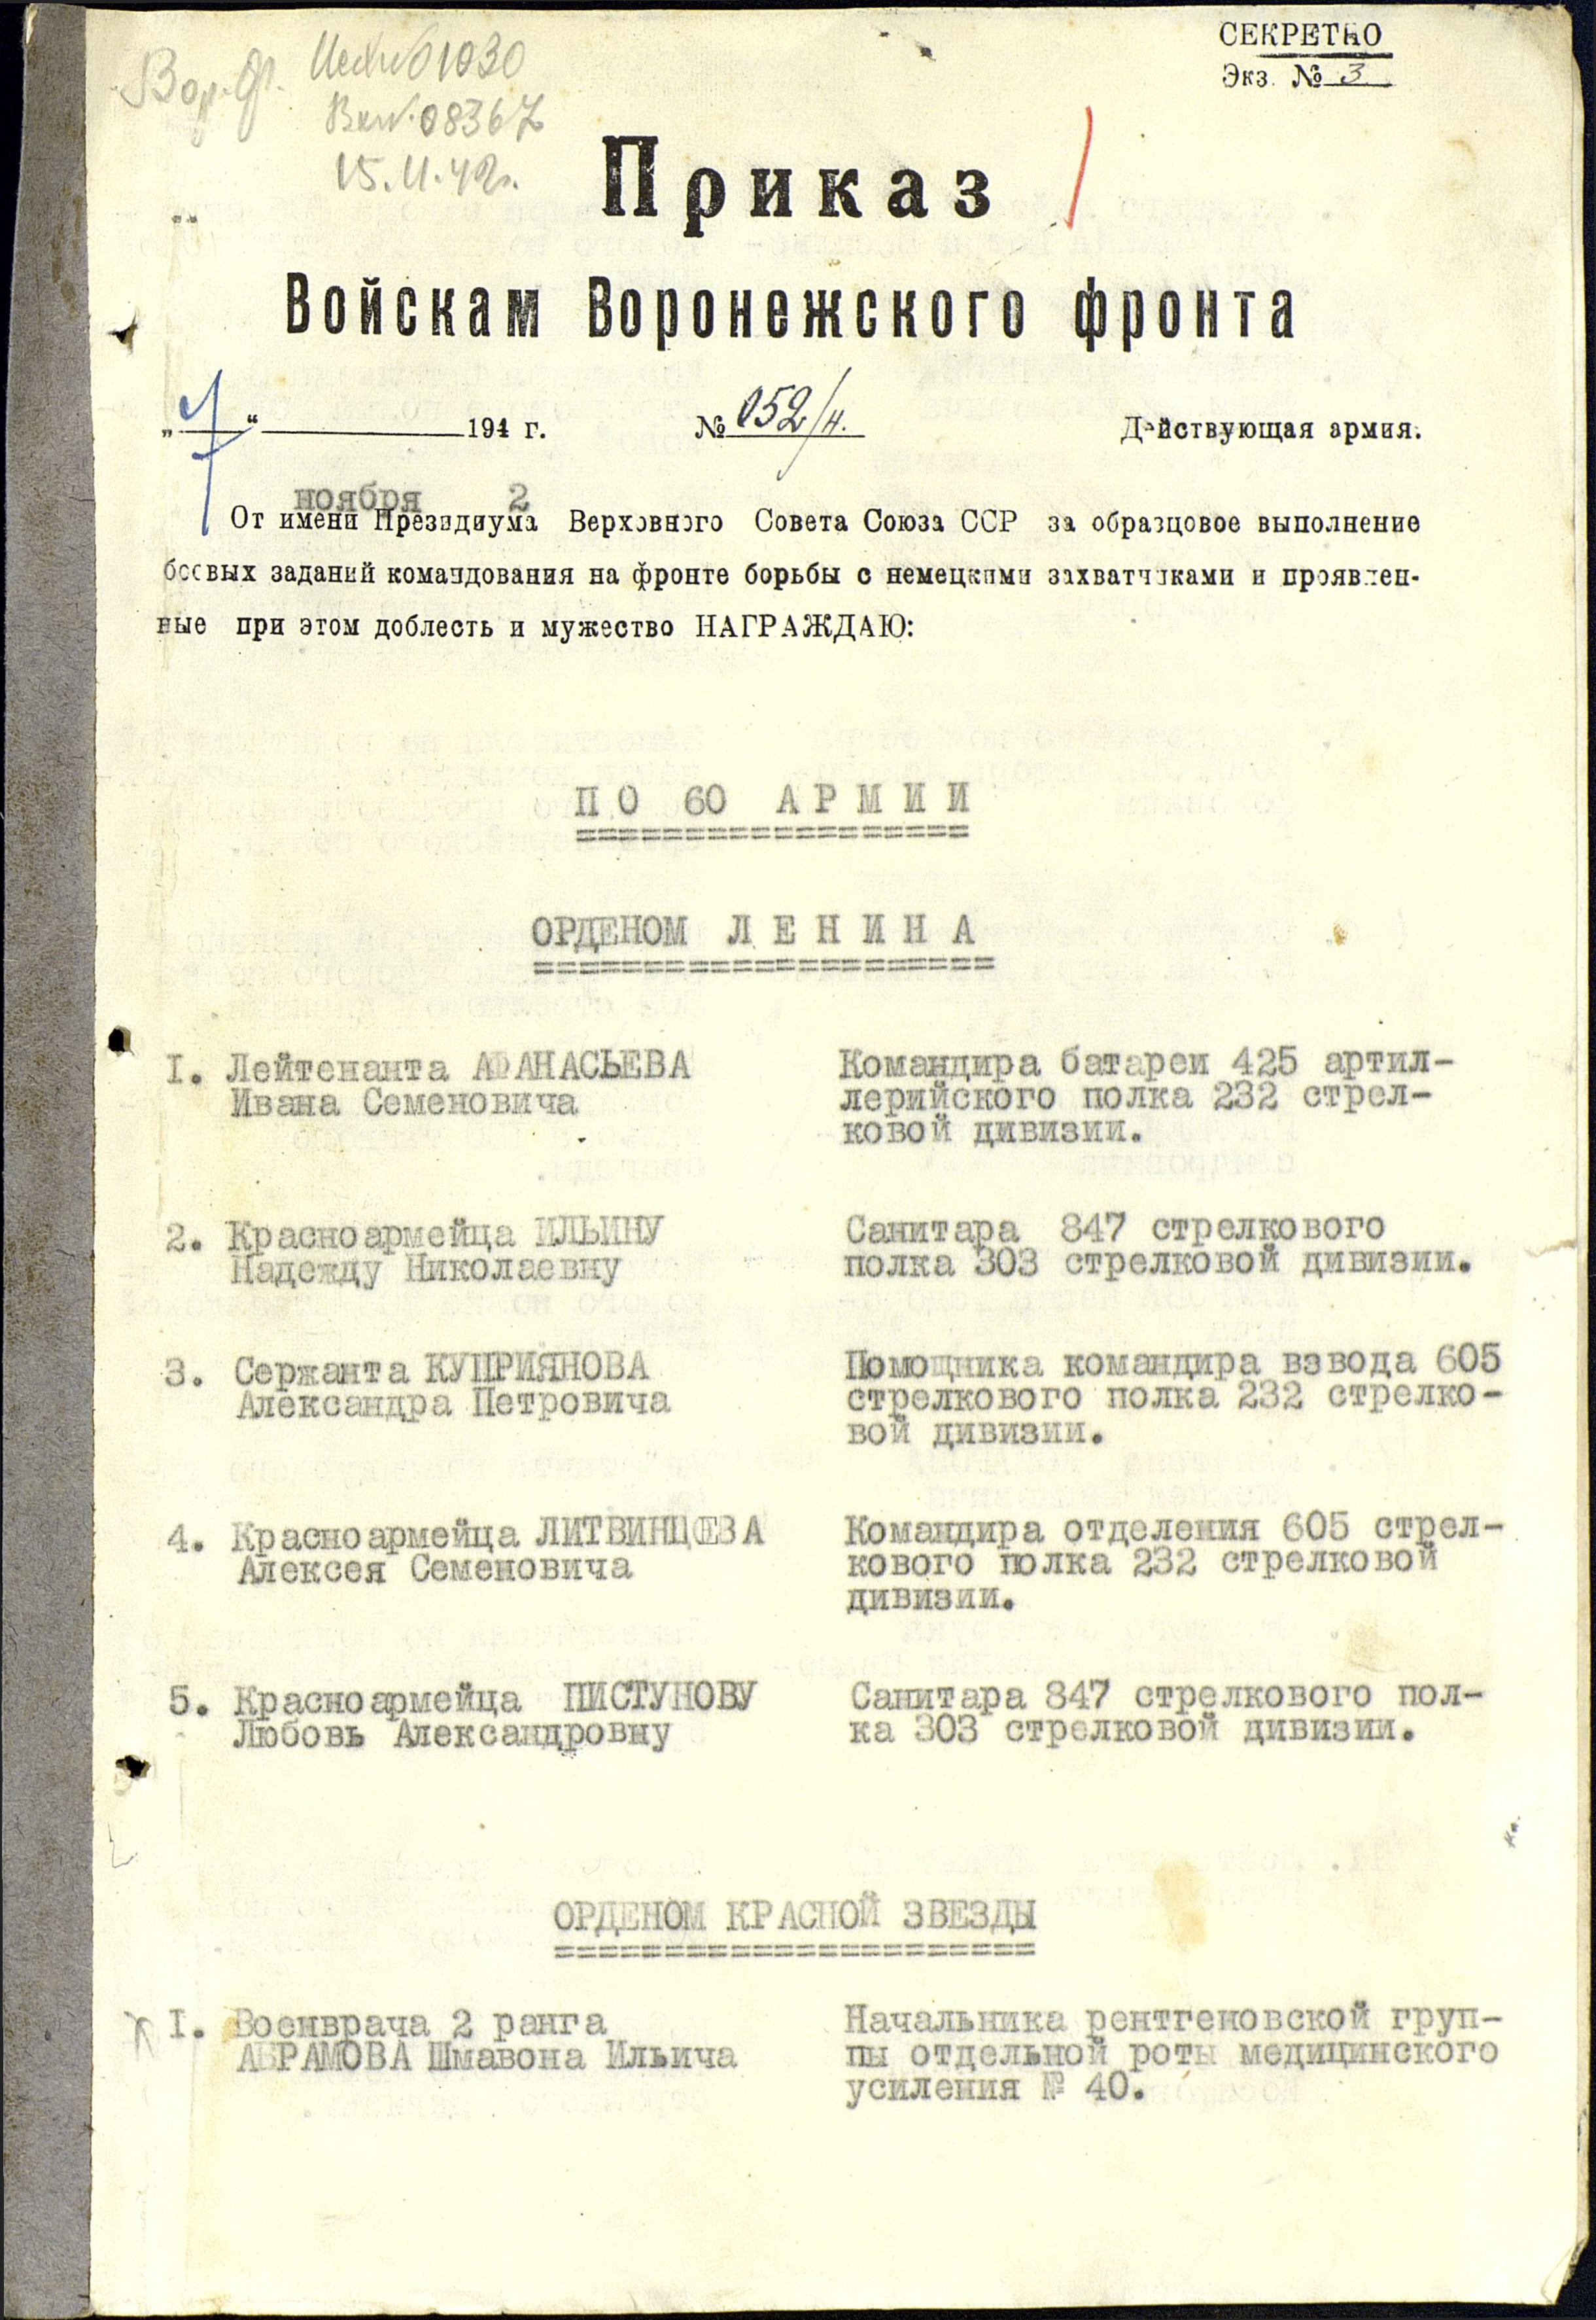 СЕКРЕТНО
Экз. № 3
Вор. Ф.
01030
Вх№ 08367
15.11.42г.
Приказ
Войскам Воронежского фронта
„7“ 194 г. № 052/н. Действующая армия.
ноября 2
От имени Президиума Верховного Совета Союза ССР за образцовое выполнение
боевых заданий командования на фронте борьбы с немецкими захватчиками и проявлен-
ные при этом доблесть и мужество НАГРАЖДАЮ:
ПО 60 АРМИИ
ОРДЕНОМ ЛЕНИНА
1. Лейтенанта АФАНАСЬЕВА Командира батареи 425 артил-
Ивана Семеновича лерийского полка 232 стрел-
ковой дивизии.
2. Красноармейца ИЛЬИНУ Санитара 847 стрелкового
Надежду Николаевну полка 303 стрелковой дивизии.
3. Сержанта КУПРИЯНОВА Помощника командира взвода 605
Александра Петровича стрелкового полка 232 стрелко-
вой дивизии.
4. Красноармейца ЛИТВИНЦЕВА Командира отделения 605 стрел-
Алексея Семеновича кового полка 232 стрелковой
дивизии.
5. Красноармейца ПИСТУНОВУ Санитара 847 стрелкового пол-
Любовь Александровну ка 303 стрелковой дивизии.
ОРДЕНОМ КРАСНОЙ ЗВЕЗДЫ
1. Военврача 2 ранга Начальника рентгеновской груп-
АБРАМОВА Шмавона Ильича пы отдельной роты медицинского
усиления № 40.